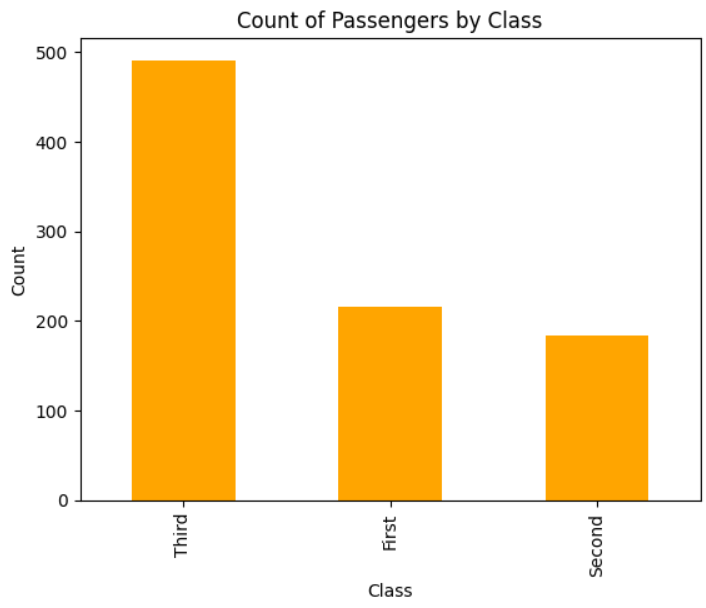 Count of Passengers by Class
500
400
300
200
100
0
Count
Third
First
Second
Class